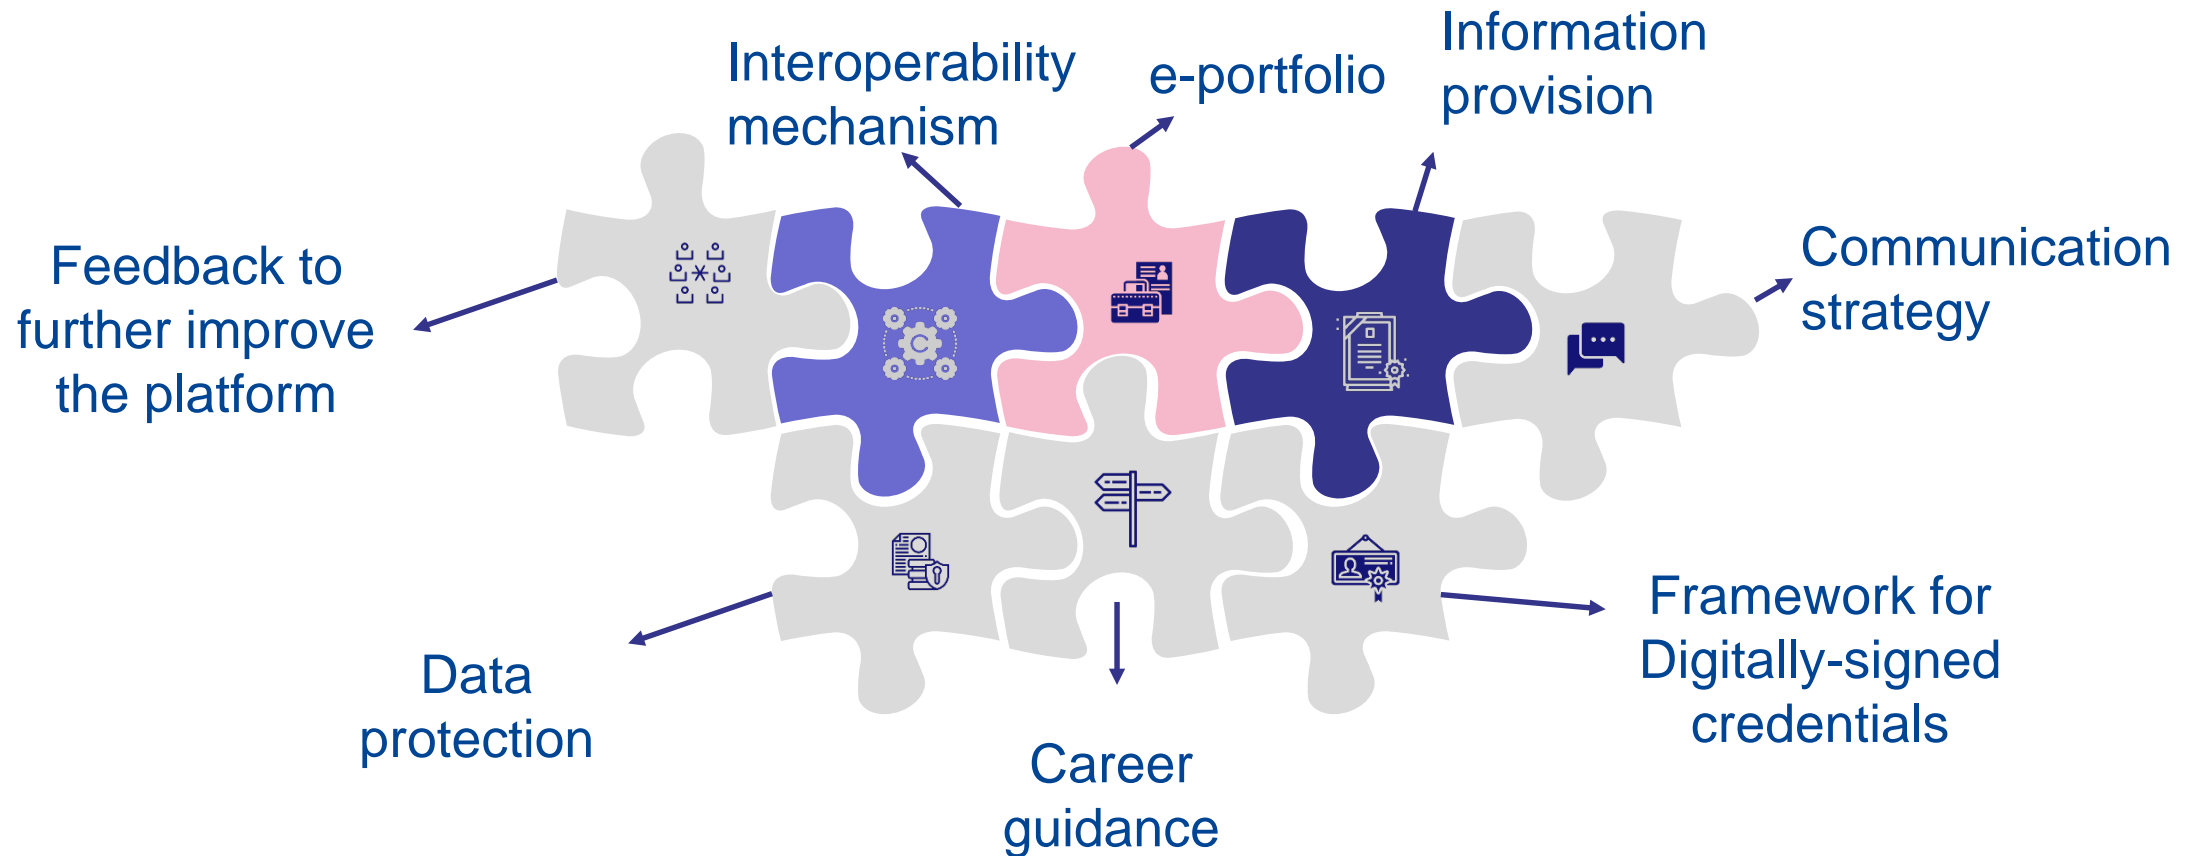 Interoperability
mechanism
e-portfolio
Information
provision
Feedback to
further improve
the platform
Communication
strategy
Data
protection
Career
guidance
Framework for
Digitally-signed
credentials